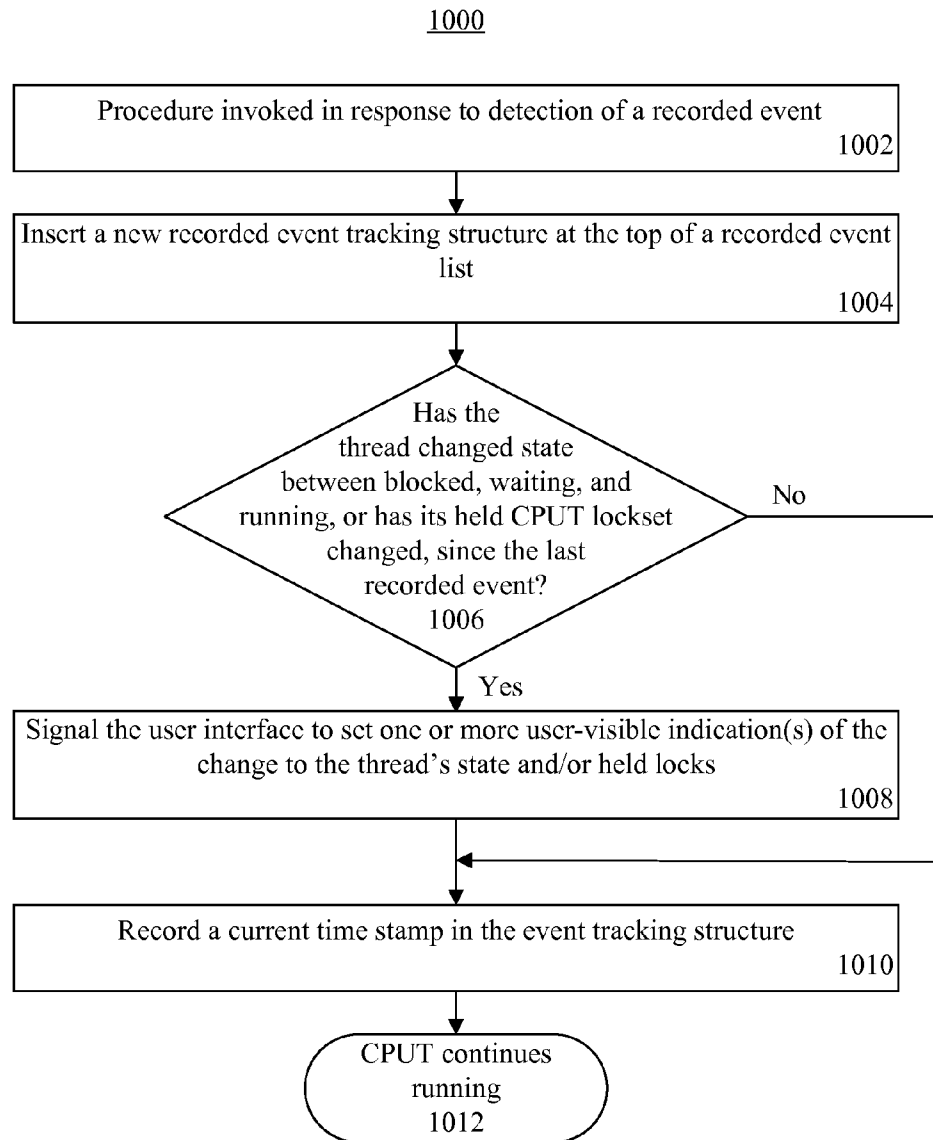 1000
Procedure invoked in response to detection of a recorded event
1002
Insert a new recorded event tracking structure at the top of a recorded event
list
1004
Has the
thread changed state
between blocked, waiting, and
running, or has its held CPUT lockset
changed, since the last
recorded event?
1006
No
Yes
Signal the user interface to set one or more user-visible indication(s) of the
change to the thread's state and/or held locks
1008
Record a current time stamp in the event tracking structure
1010
CPUT continues
running
1012